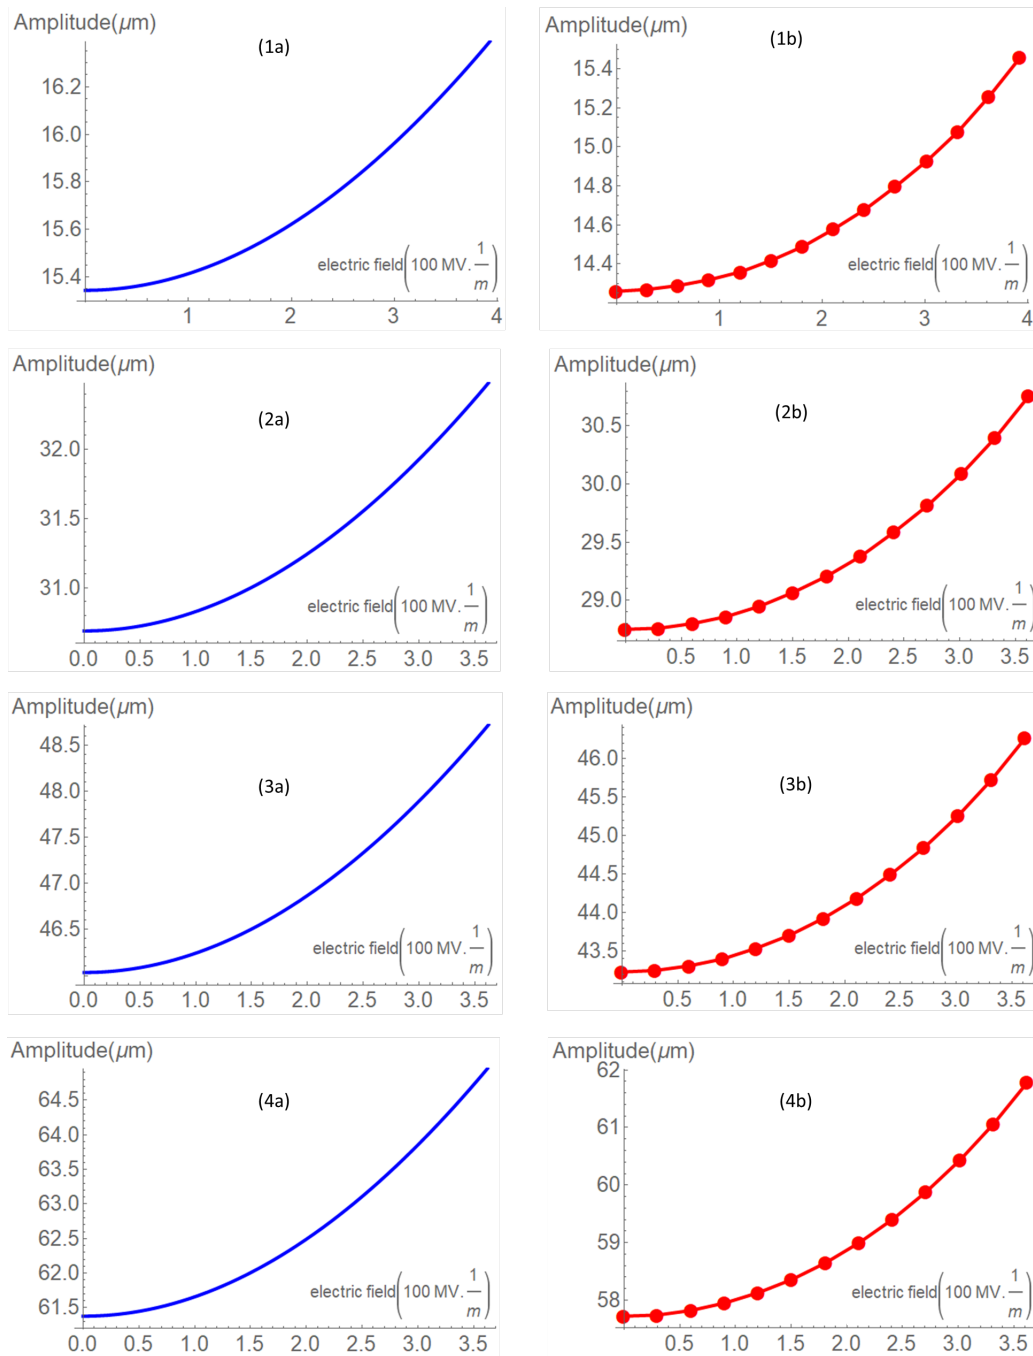 Amplitude(μm)
(1a)
16.2
16.0
15.8
15.6
15.4
electric field(100 MV. 1/m)
1 2 3 4
Amplitude(μm)
(1b)
15.4
15.2
15.0
14.8
14.6
14.4
electric field(100 MV. 1/m)
1 2 3 4
Amplitude(μm)
(2a)
32.0
31.5
31.0
electric field(100 MV. 1/m)
0.0 0.5 1.0 1.5 2.0 2.5 3.0 3.5
Amplitude(μm)
(2b)
30.5
30.0
29.5
29.0
electric field(100 MV. 1/m)
0.5 1.0 1.5 2.0 2.5 3.0 3.5
Amplitude(μm)
48.5
(3a)
48.0
47.5
47.0
46.5
electric field(100 MV. 1/m)
0.0 0.5 1.0 1.5 2.0 2.5 3.0 3.5
Amplitude(μm)
46.0
(3b)
45.5
45.0
44.5
44.0
43.5
electric field(100 MV. 1/m)
0.5 1.0 1.5 2.0 2.5 3.0 3.5
Amplitude(μm)
64.5
(4a)
64.0
63.5
63.0
62.5
62.0
61.5
electric field(100 MV. 1/m)
0.0 0.5 1.0 1.5 2.0 2.5 3.0 3.5
Amplitude(μm)
62
(4b)
61
60
59
58
electric field(100 MV. 1/m)
0.5 1.0 1.5 2.0 2.5 3.0 3.5